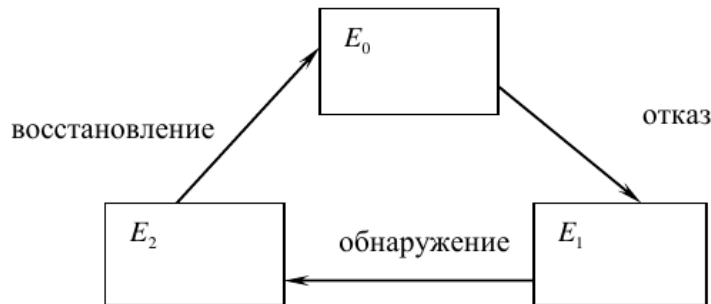 E₀
восстановление
отказ
E₂
обнаружение
E₁